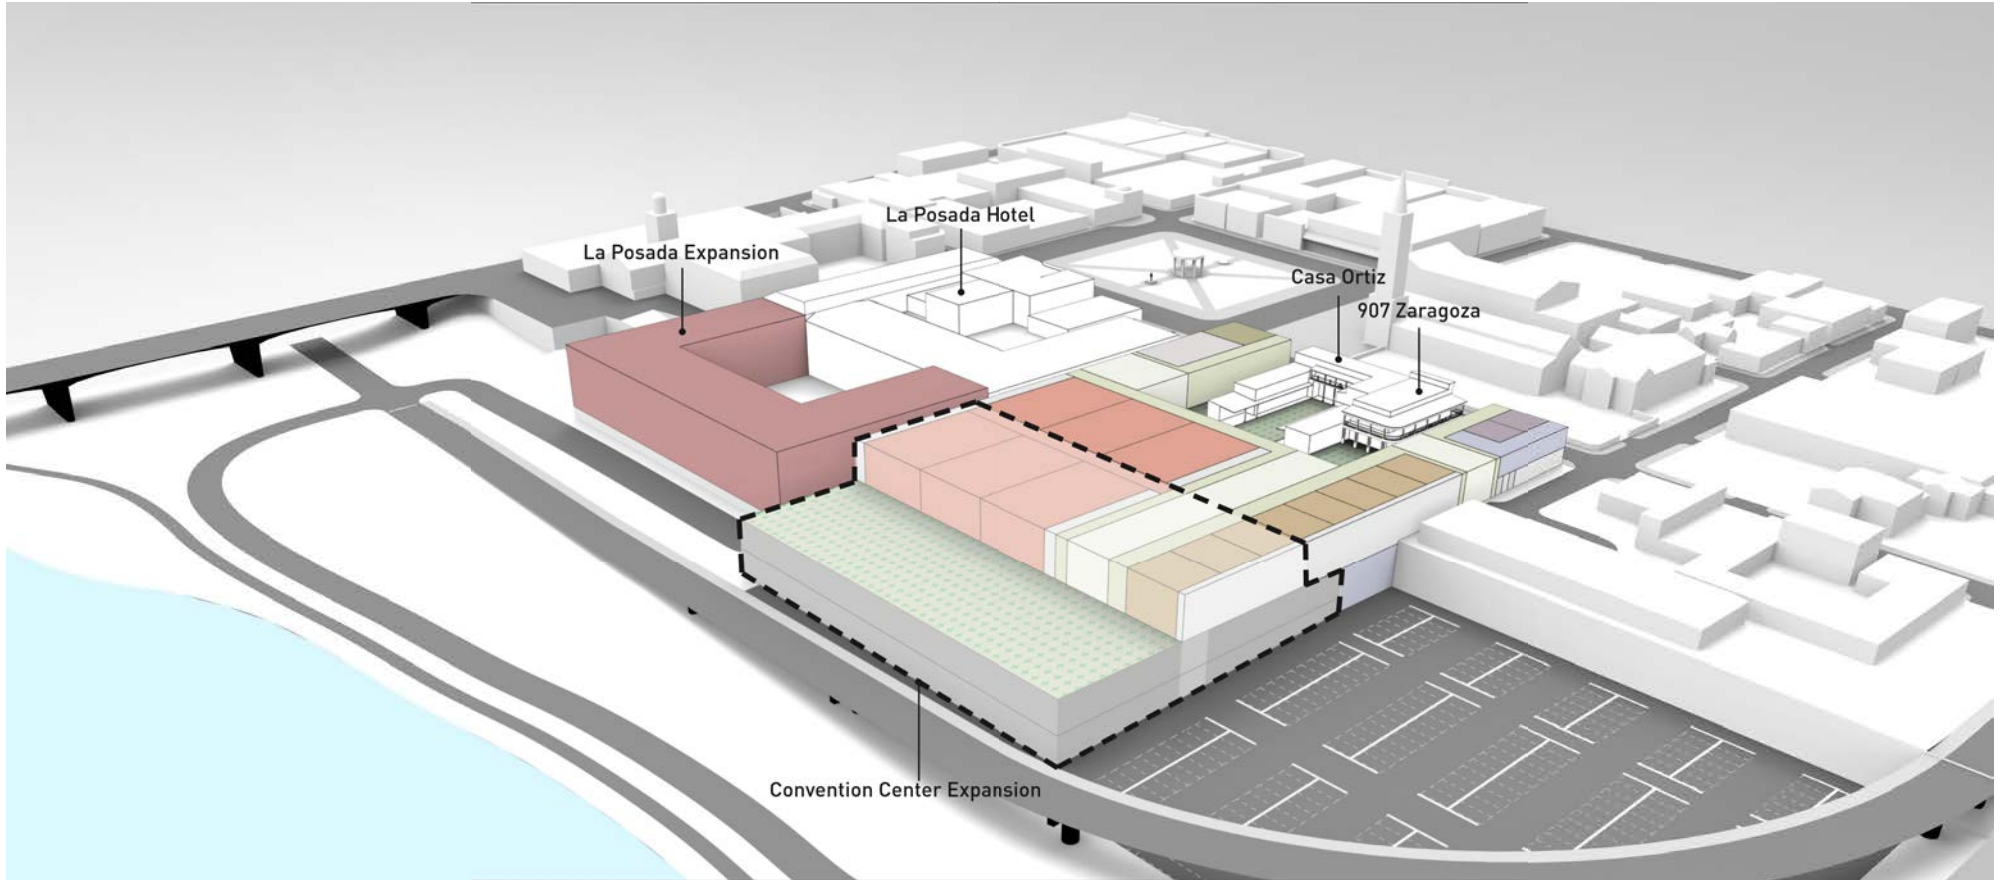 La Posada Hotel
La Posada Expansion
Casa Ortiz
907 Zaragoza
Convention Center Expansion